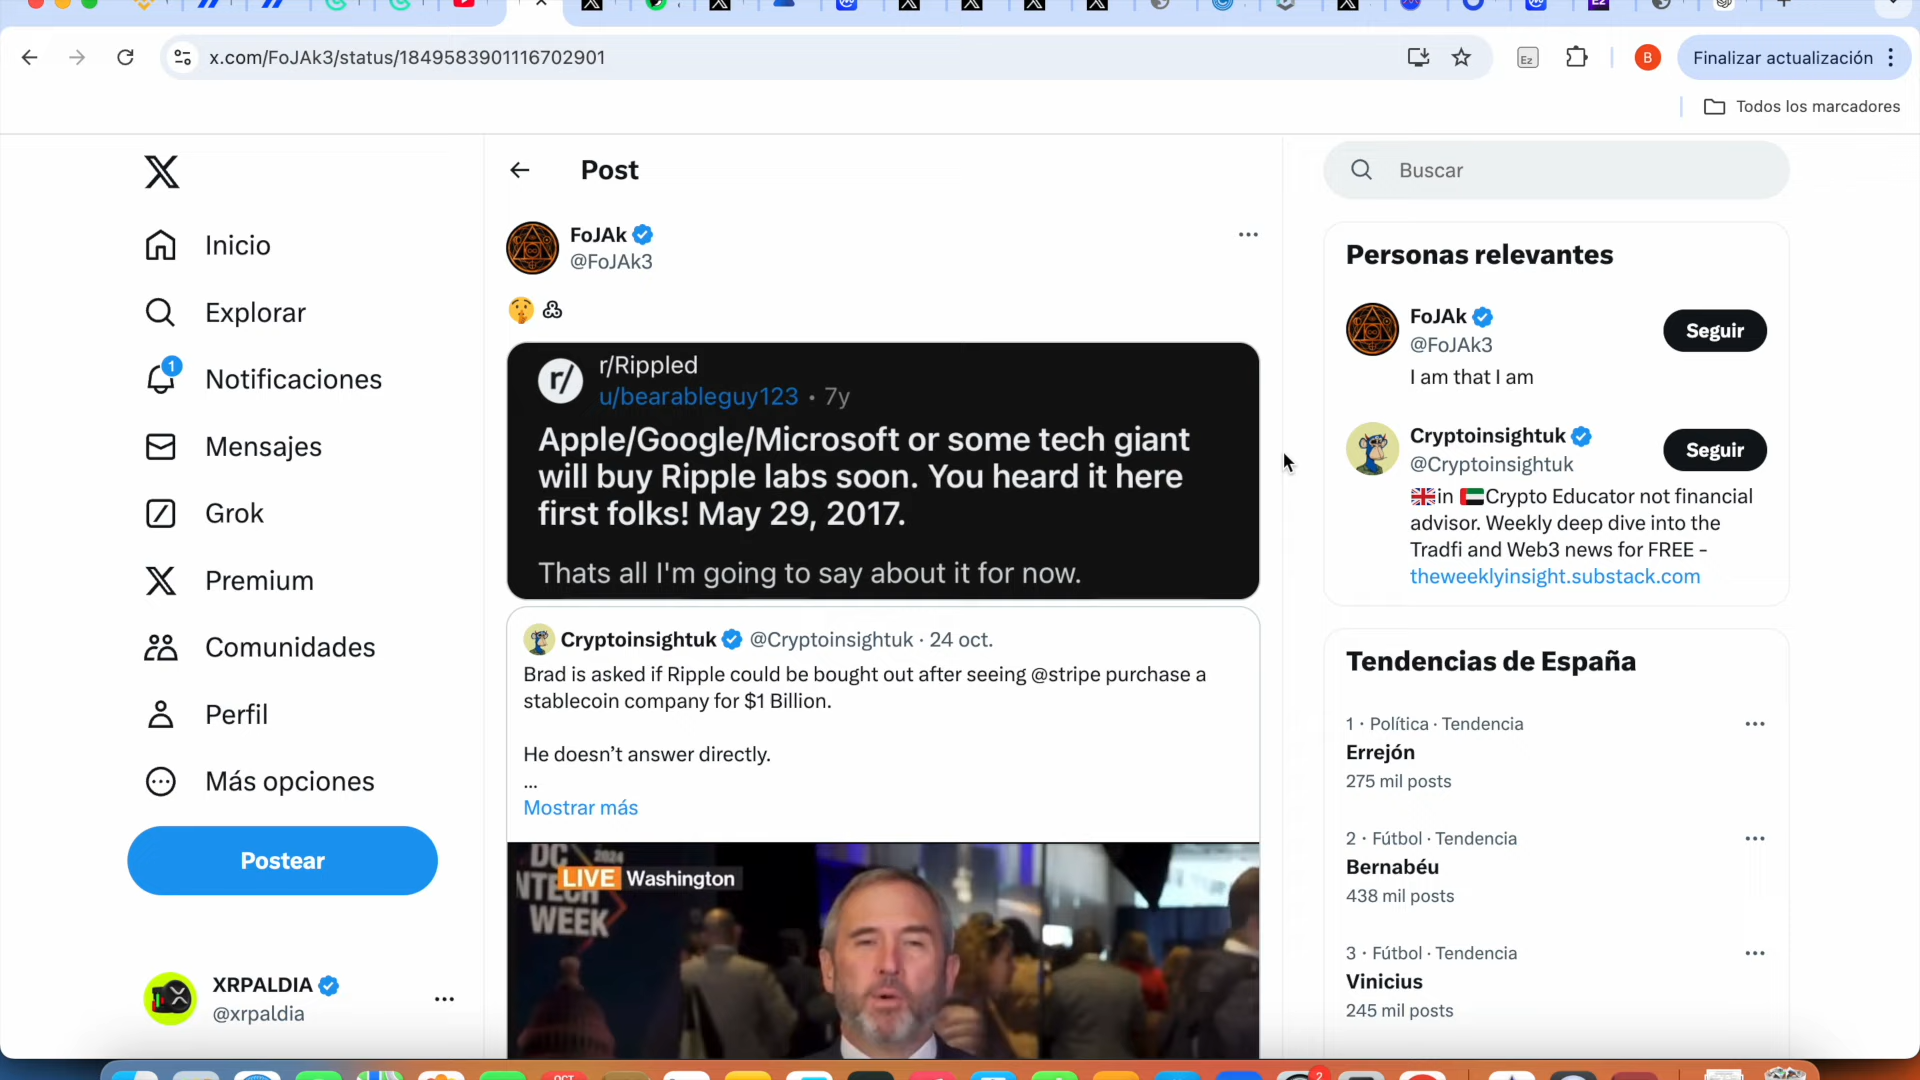 x.com/FoJAk3/status/1849583901116702901
Ez
B
Finalizar actualización
Todos los marcadores
Inicio
Explorar
1
Notificaciones
Mensajes
Grok
Premium
Comunidades
Perfil
Más opciones
Postear
XRPALDIA
@xrpaldia
Post
FoJAk
@FoJAk3
r/
r/Rippled
u/bearableguy123 • 7y
Apple/Google/Microsoft or some tech giant
will buy Ripple labs soon. You heard it here
first folks! May 29, 2017.
Thats all I'm going to say about it for now.
Cryptoinsightuk @Cryptoinsightuk · 24 oct.
Brad is asked if Ripple could be bought out after seeing @stripe purchase a
stablecoin company for $1 Billion.
He doesn’t answer directly.
...
Mostrar más
DC 2024
LIVE Washington
WEEK
Buscar
Personas relevantes
FoJAk
@FoJAk3
Seguir
I am that I am
Cryptoinsightuk
@Cryptoinsightuk
Seguir
🇬🇧in 🇦🇪Crypto Educator not financial
advisor. Weekly deep dive into the
Tradfi and Web3 news for FREE -
theweeklyinsight.substack.com
Tendencias de España
1 · Política · Tendencia
Errejón
275 mil posts
2 · Fútbol · Tendencia
Bernabéu
438 mil posts
3 · Fútbol · Tendencia
Vinicius
245 mil posts
OCT
2